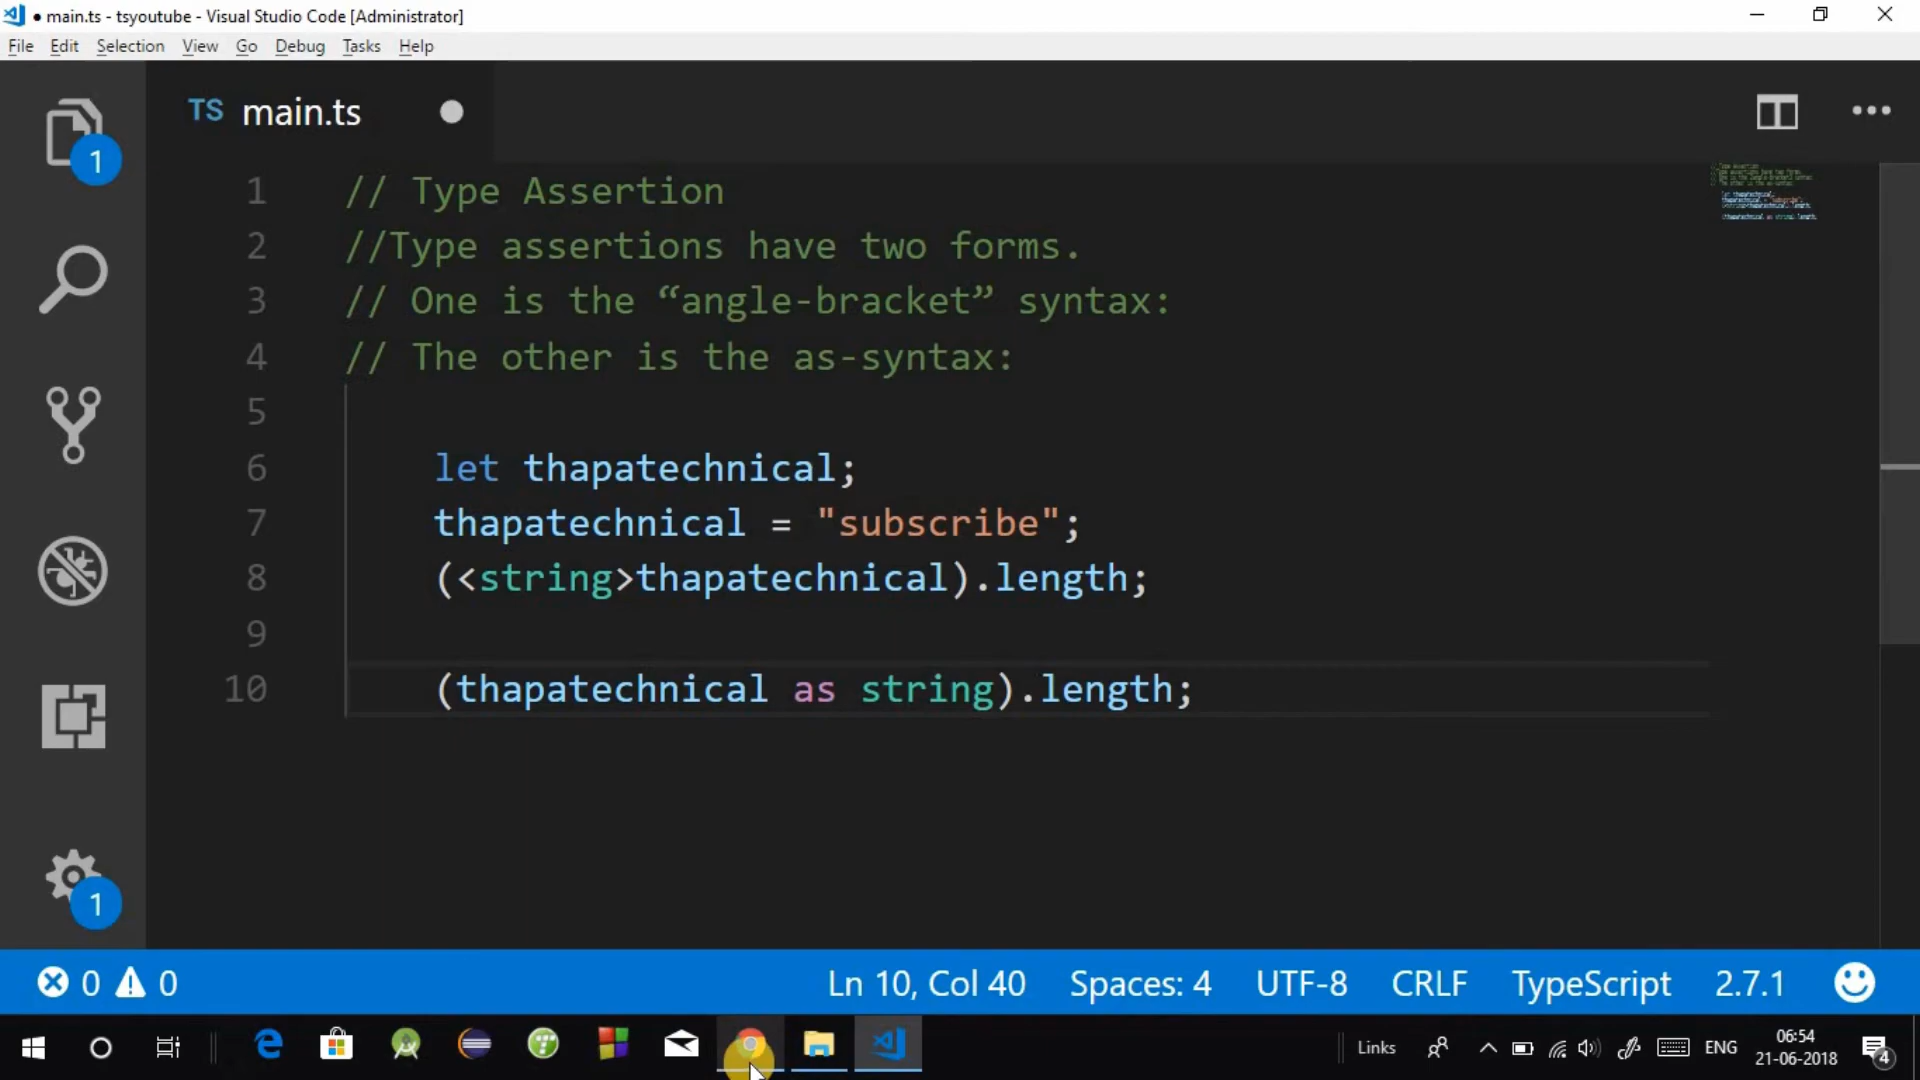 ● main.ts - tsyoutube - Visual Studio Code [Administrator]
File Edit Selection View Go Debug Tasks Help
1
TS main.ts
1 // Type Assertion
2 //Type assertions have two forms.
3 // One is the “angle-bracket” syntax:
4 // The other is the as-syntax:
5
6 let thapatechnical;
7 thapatechnical = "subscribe";
8 (<string>thapatechnical).length;
9
10 (thapatechnical as string).length;
1
0 0 Ln 10, Col 40 Spaces: 4 UTF-8 CRLF TypeScript 2.7.1
Links ENG 06:54
21-06-2018 4